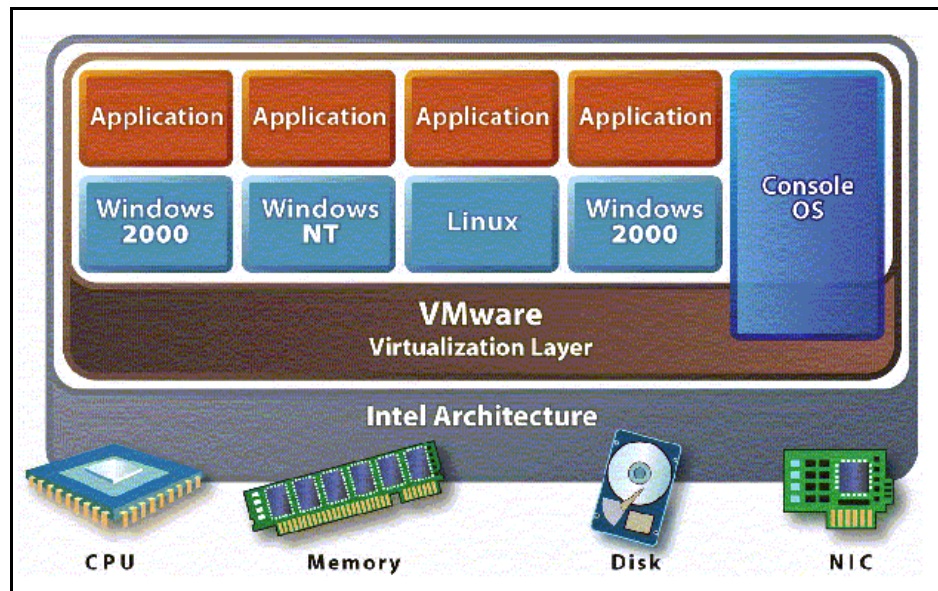 Application Application Application Application
Console
OS
Windows
2000
Windows
NT
Linux
Windows
2000
VMware
Virtualization Layer
Intel Architecture
CPU Memory Disk NIC